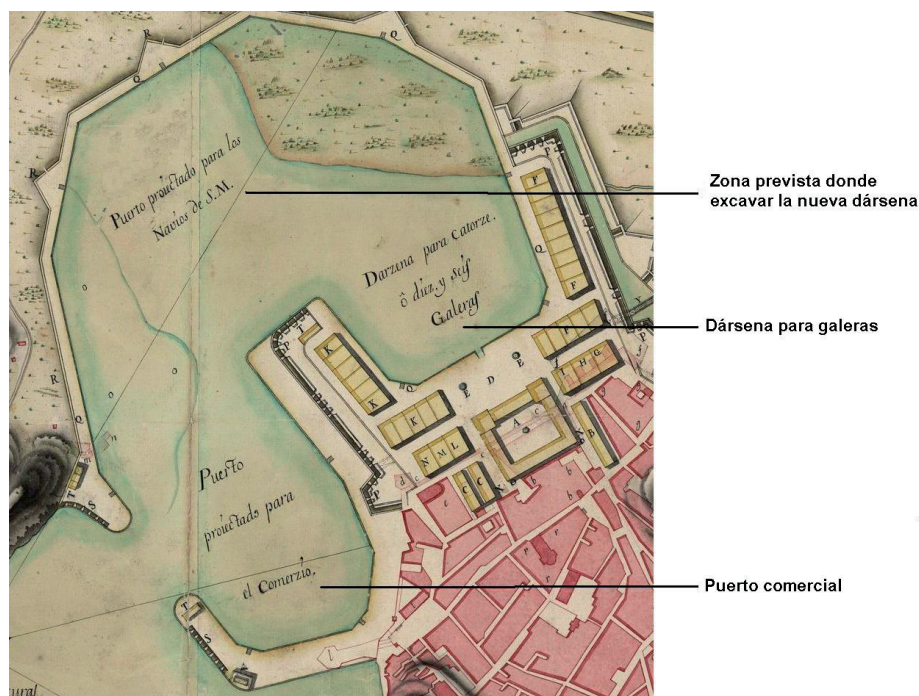 Puerto proiectado para los
Navios de S.M.
Darzena para Catorze.
ô diez y seis
Galeras
Puerto
proiectado para
el Comerzio.
Zona prevista donde
excavar la nueva dársena
Dársena para galeras
Puerto comercial
R
Q
Q
R
P
P
F
Q
F
O
O
O
R
Q
T
S
P
T
K
K
Q
K
E
D
E
F
I
H
G
A
B
N
M
L
C
C
P
T
S
Y
P
ural